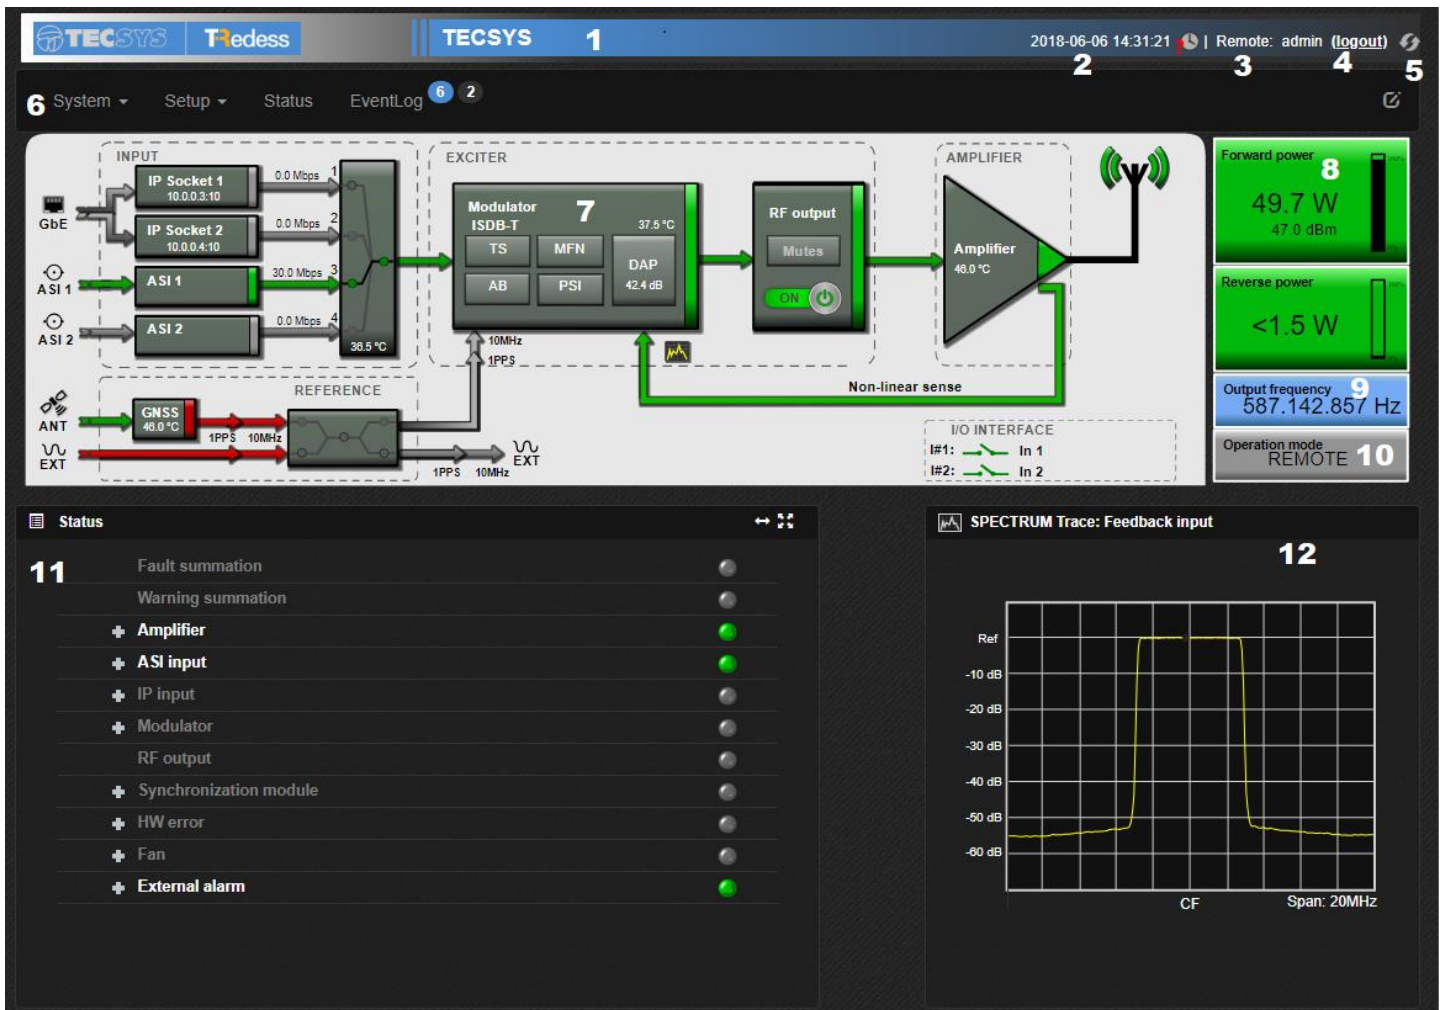 TECSYS TRedess TECSYS 1 2018-06-06 14:31:21 | Remote: admin (logout)
2 3 4 5
6 System Setup Status EventLog 6 2
INPUT
IP Socket 1
10.0.0.3:10
0.0 Mbps 1
GbE
IP Socket 2
10.0.0.4:10
0.0 Mbps 2
ASI 1
ASI 1
30.0 Mbps 3
ASI 2
ASI 2
0.0 Mbps 4
36.5 °C
EXCITER
Modulator 7
ISDB-T
37.5 °C
TS MFN
AB PSI
DAP
42.4 dB
RF output
Mutes
ON
10MHz
1PPS
AMPLIFIER
Amplifier
46.0 °C
Non-linear sense
REFERENCE
ANT
GNSS
46.0 °C
1PPS 10MHz
EXT
1PPS 10MHz
EXT
I/O INTERFACE
I#1: In 1
I#2: In 2
Forward power
8
49.7 W
47.0 dBm
Reverse power
<1.5 W
Output frequency 9
587.142.857 Hz
Operation mode
REMOTE 10
Status
11
Fault summation
Warning summation
Amplifier
ASI input
IP input
Modulator
RF output
Synchronization module
HW error
Fan
External alarm
SPECTRUM Trace: Feedback input
12
Ref
-10 dB
-20 dB
-30 dB
-40 dB
-50 dB
-60 dB
CF Span: 20MHz